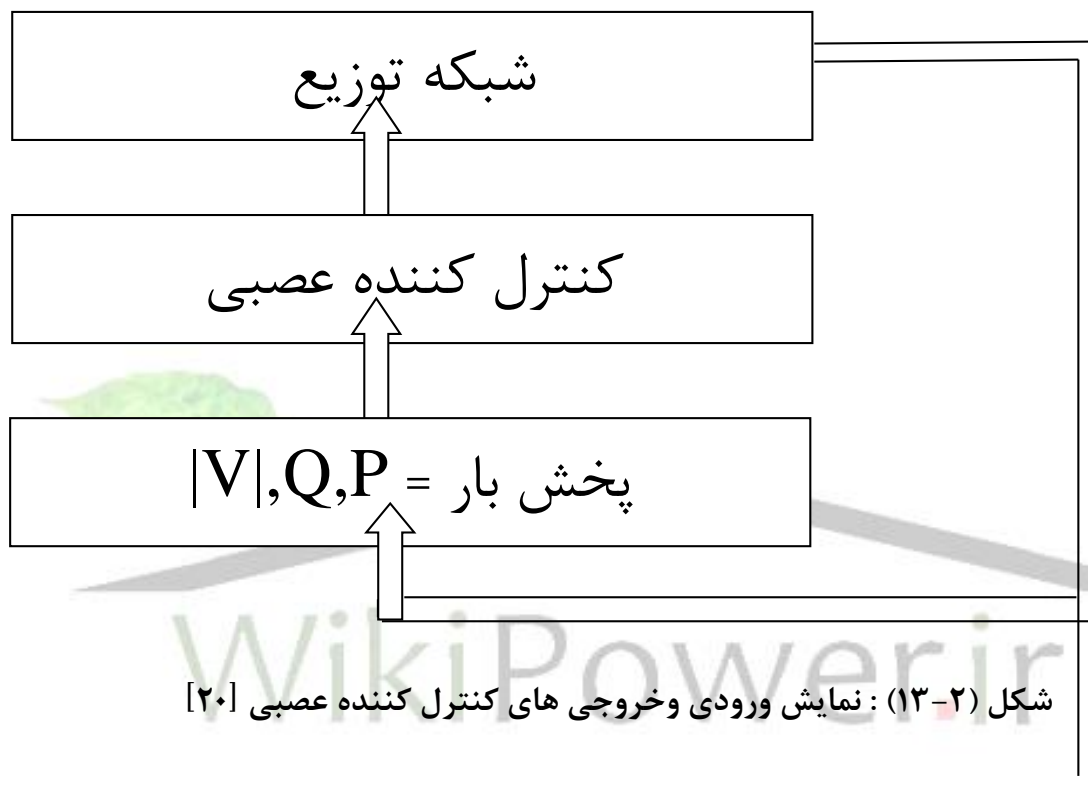 شبکه توزیع
کنترل کننده عصبی
پخش بار = |V|,Q,P
WikiPower.ir
شکل (۲-۱۳) : نمایش ورودی وخروجی های کنترل کننده عصبی [۲۰]